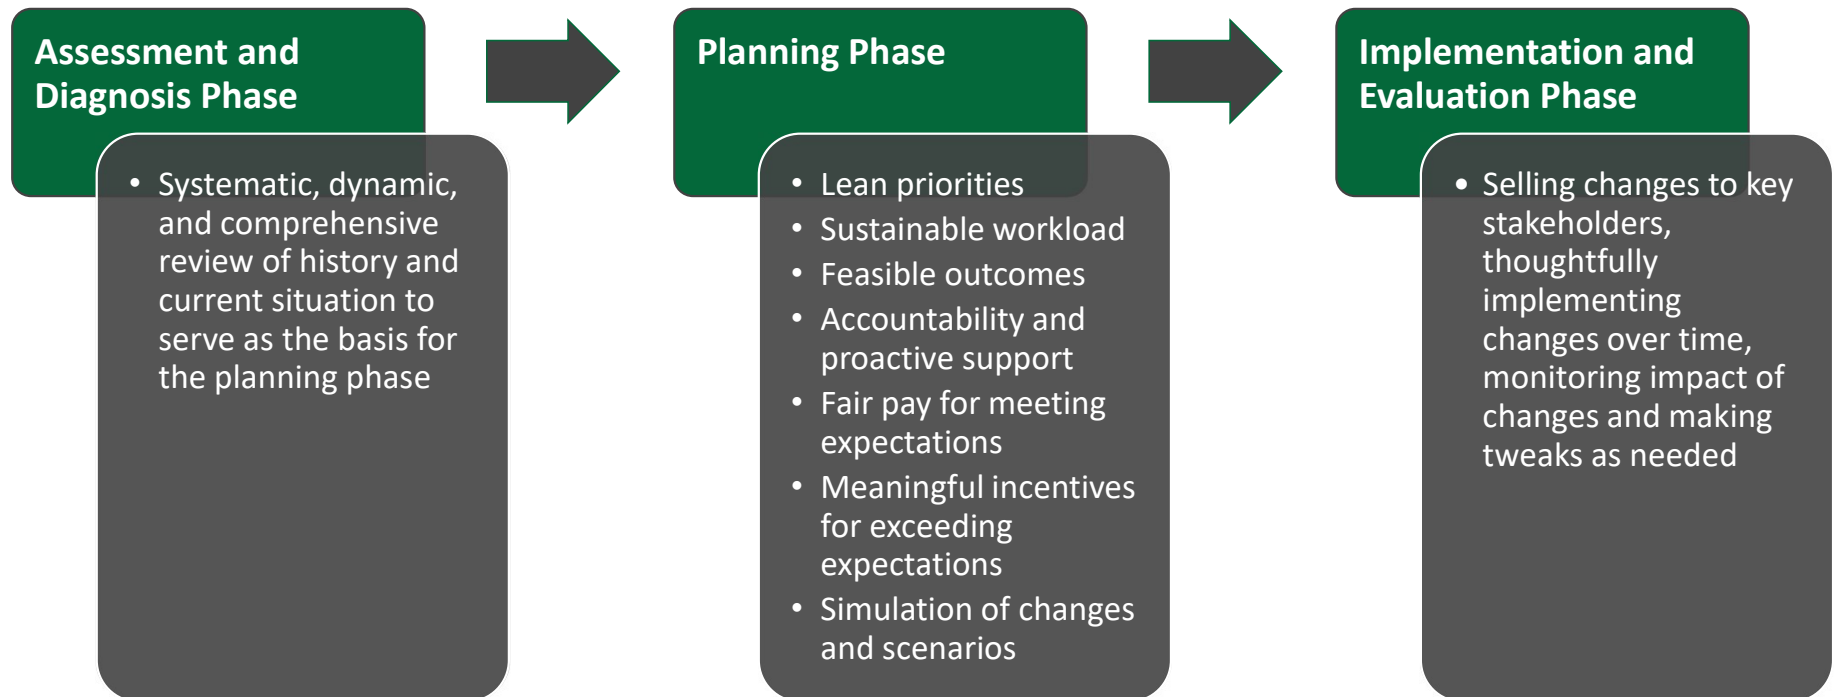 Assessment and
Diagnosis Phase
• Systematic, dynamic,
and comprehensive
review of history and
current situation to
serve as the basis for
the planning phase
Planning Phase
• Lean priorities
• Sustainable workload
• Feasible outcomes
• Accountability and
proactive support
• Fair pay for meeting
expectations
• Meaningful incentives
for exceeding
expectations
• Simulation of changes
and scenarios
Implementation and
Evaluation Phase
• Selling changes to key
stakeholders,
thoughtfully
implementing
changes over time,
monitoring impact of
changes and making
tweaks as needed